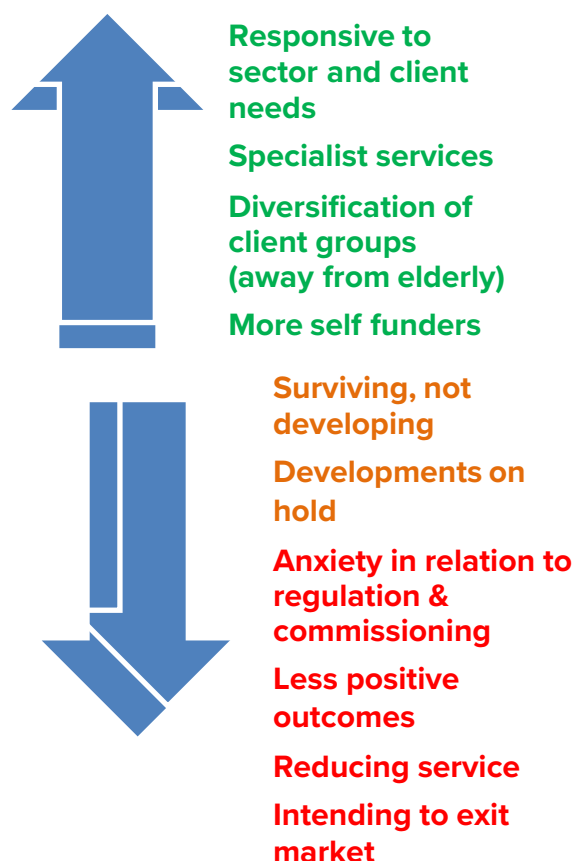 Responsive to
sector and client
needs
Specialist services
Diversification of
client groups
(away from elderly)
More self funders
Surviving, not
developing
Developments on
hold
Anxiety in relation to
regulation &
commissioning
Less positive
outcomes
Reducing service
Intending to exit
market